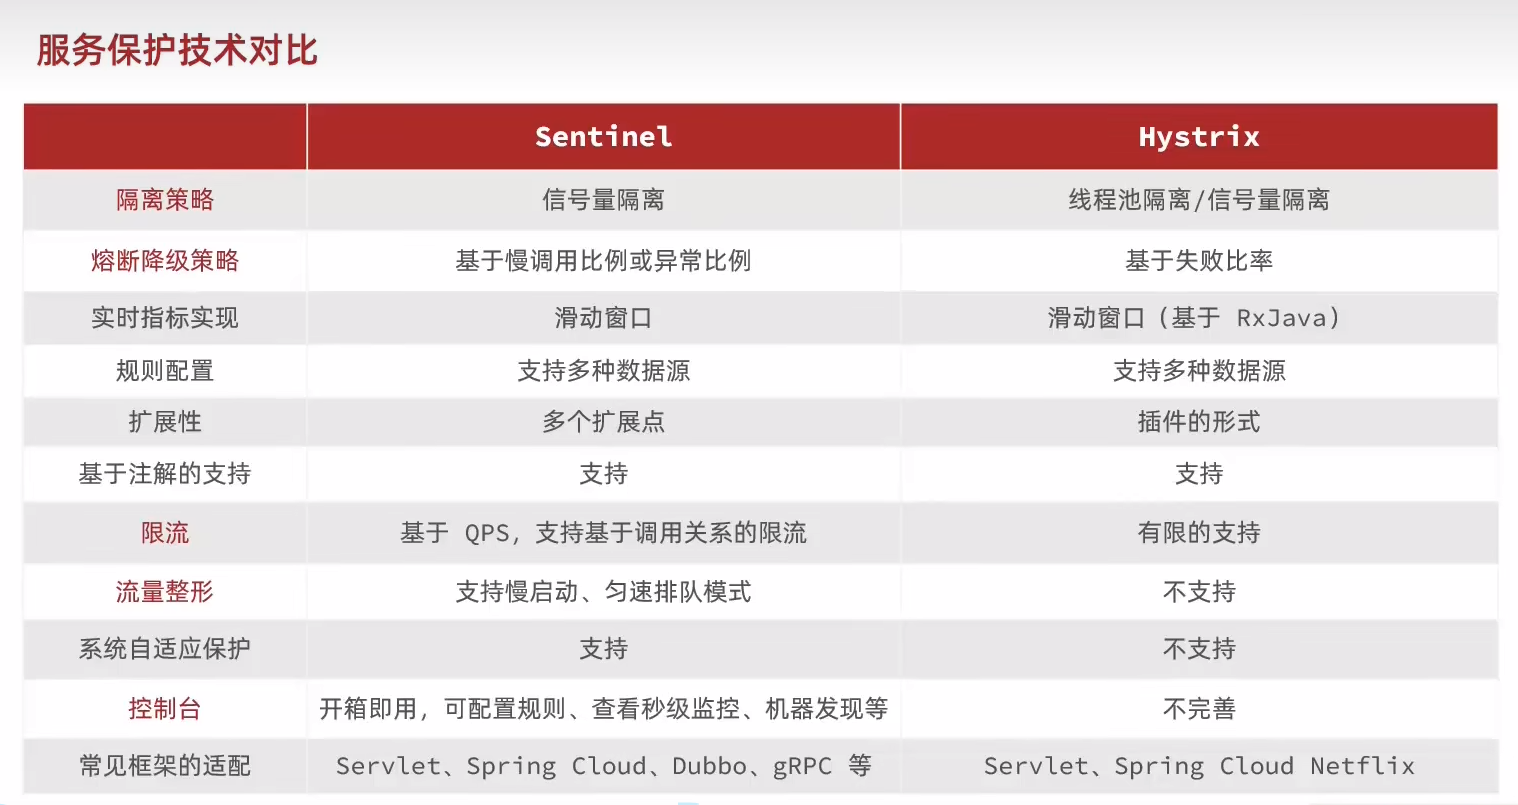 服务保护技术对比
Sentinel Hystrix
隔离策略 信号量隔离 线程池隔离/信号量隔离
熔断降级策略 基于慢调用比例或异常比例 基于失败比率
实时指标实现 滑动窗口 滑动窗口（基于 RxJava）
规则配置 支持多种数据源 支持多种数据源
扩展性 多个扩展点 插件的形式
基于注解的支持 支持 支持
限流 基于 QPS，支持基于调用关系的限流 有限的支持
流量整形 支持慢启动、匀速排队模式 不支持
系统自适应保护 支持 不支持
控制台 开箱即用，可配置规则、查看秒级监控、机器发现等 不完善
常见框架的适配 Servlet、Spring Cloud、Dubbo、gRPC 等 Servlet、Spring Cloud Netflix